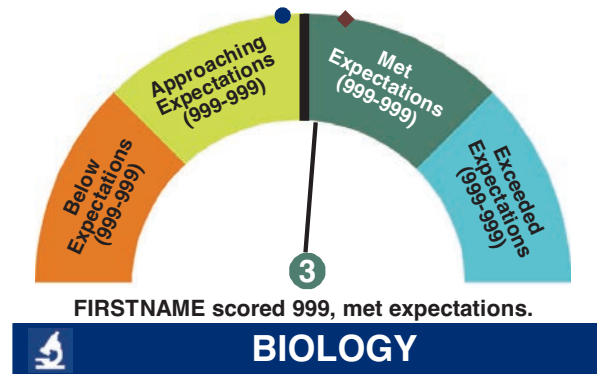 Below
Expectations
(999-999)
Approaching
Expectations
(999-999)
Met
Expectations
(999-999)
Exceeded
Expectations
(999-999)
3
FIRSTNAME scored 999, met expectations.
BIOLOGY